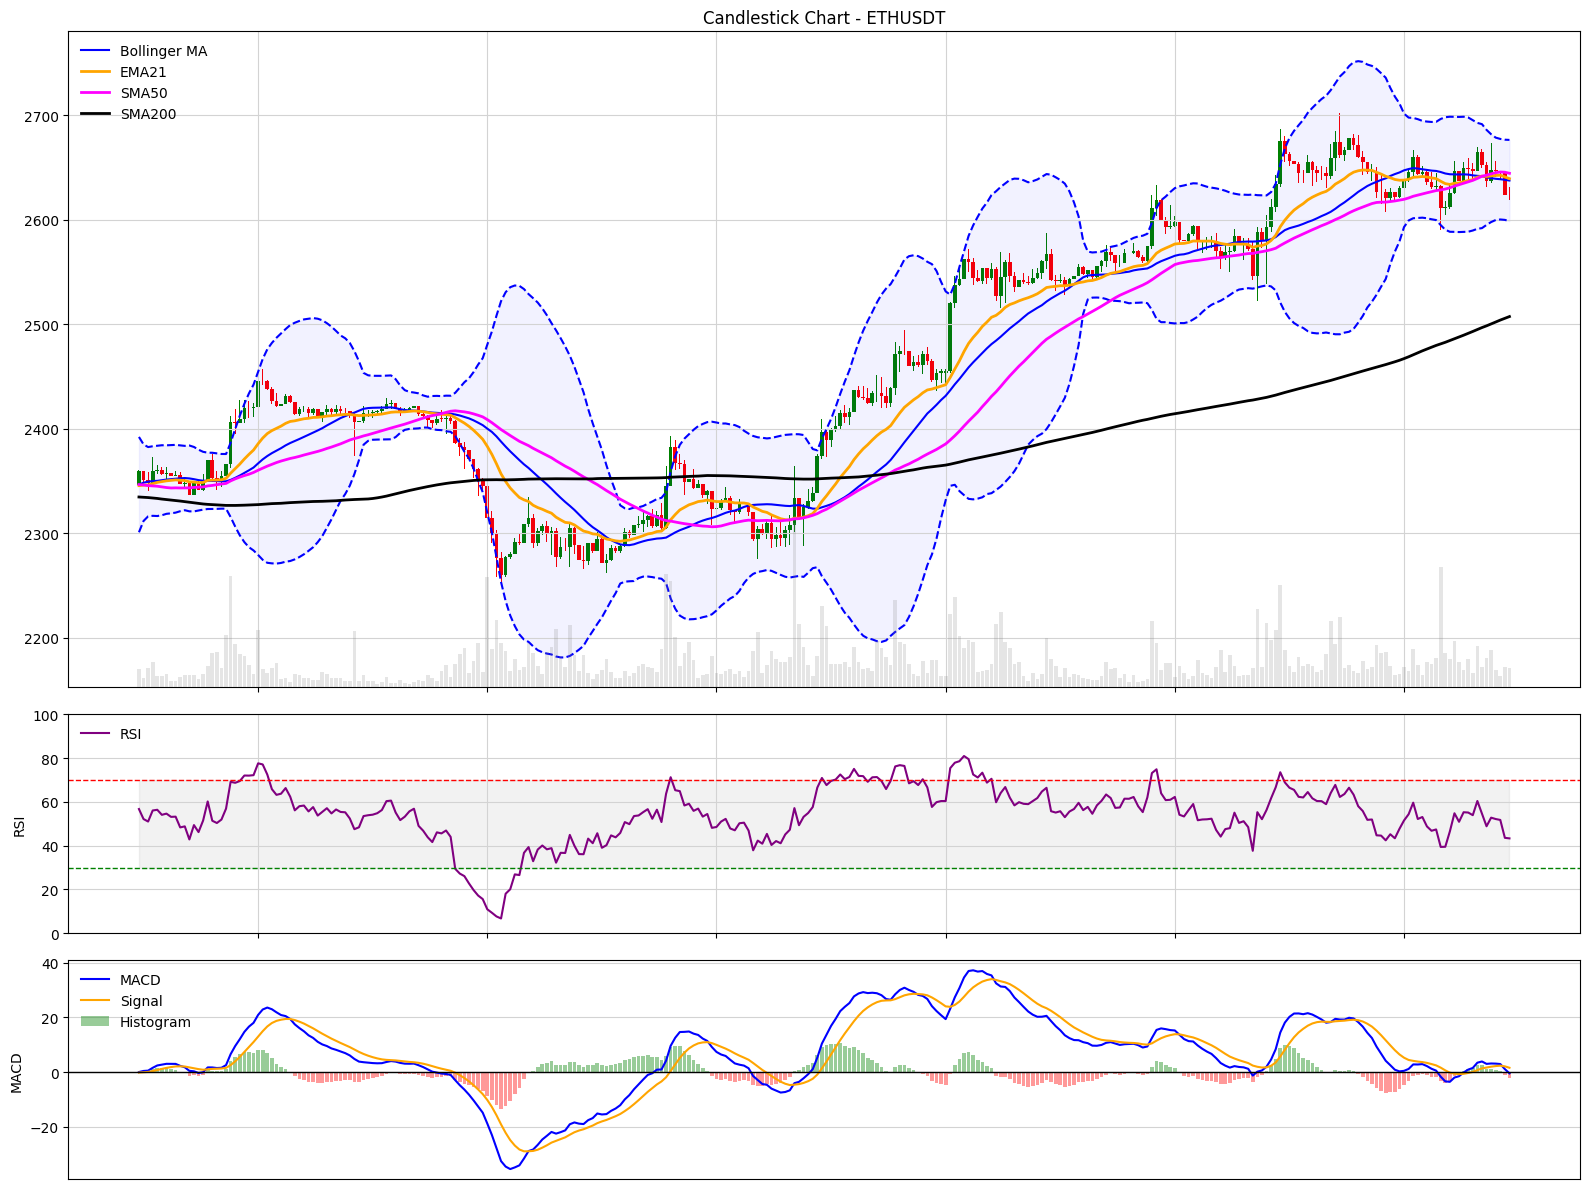 Candlestick Chart - ETHUSDT
Bollinger MA
EMA21
SMA50
SMA200
2700
2600
2500
2400
2300
2200
100
RSI
80
60
RSI
40
20
0
40
MACD
Signal
20
Histogram
0
MACD
−20